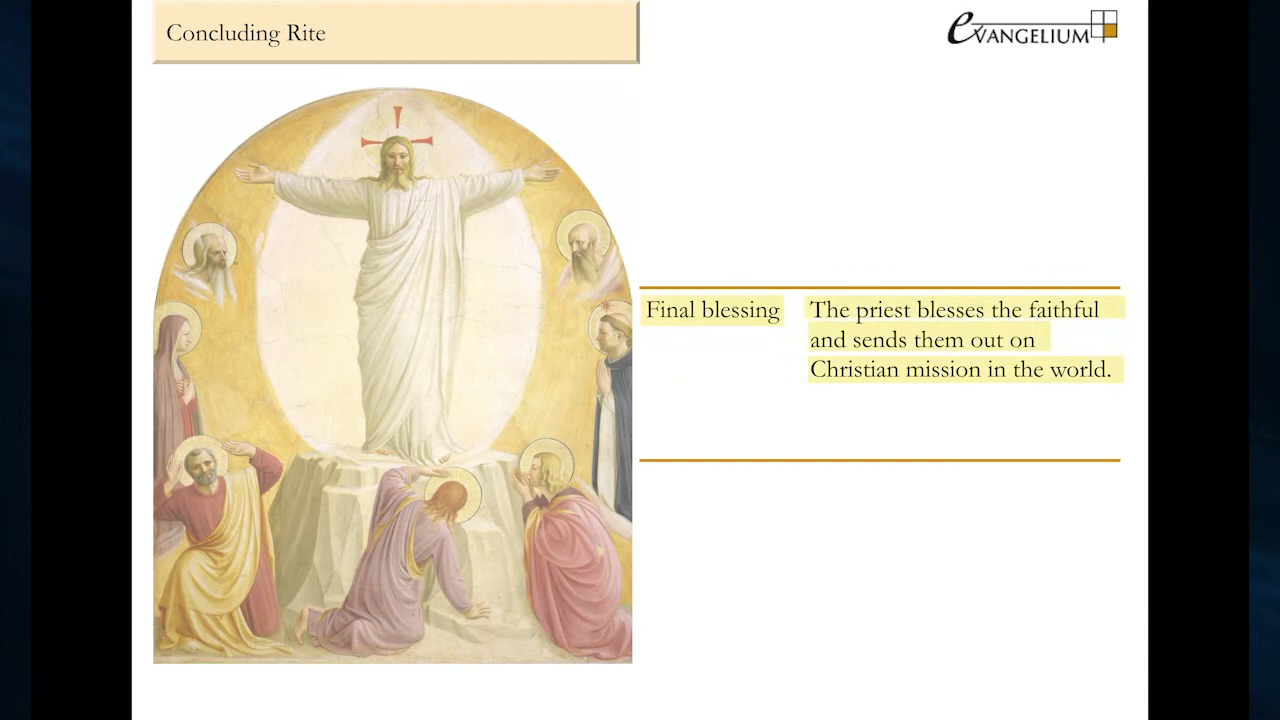 Concluding Rite
eVANGELIUM
Final blessing
The priest blesses the faithful
and sends them out on
Christian mission in the world.